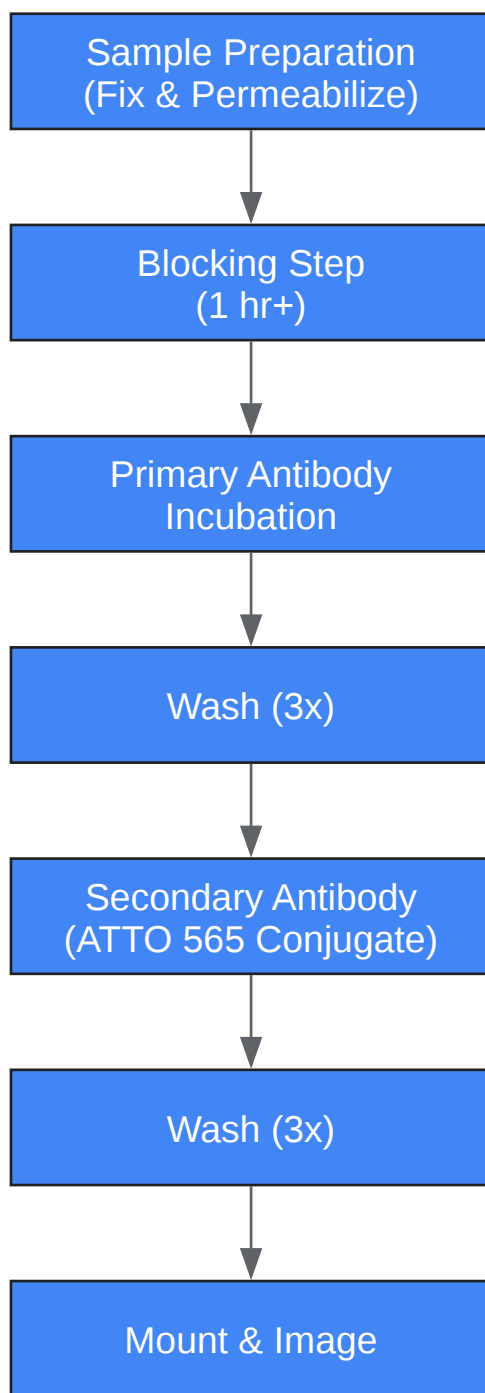 Sample Preparation
(Fix & Permeabilize)
Blocking Step
(1 hr+)
Primary Antibody
Incubation
Wash (3x)
Secondary Antibody
(ATTO 565 Conjugate)
Wash (3x)
Mount & Image